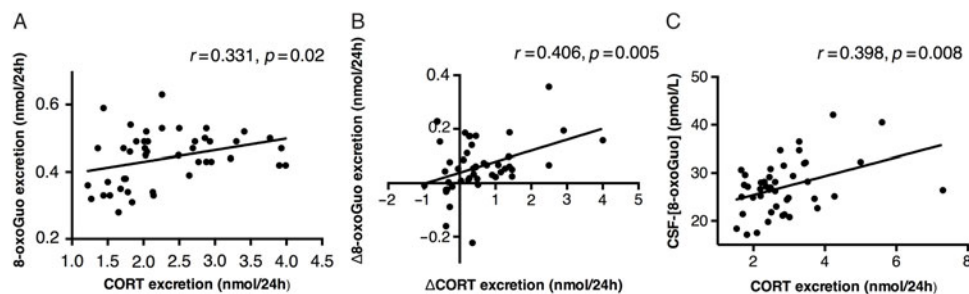 A
r=0.331, p=0.02
8-oxoGuo excretion (nmol/24h)
0.6
0.4
0.2
1.0 1.5 2.0 2.5 3.0 3.5 4.0 4.5
CORT excretion (nmol/24h)
B
r=0.406, p=0.005
Δ8-oxoGuo excretion (nmol/24h)
0.4
0.2
−0.2
−2 −1 1 2 3 4 5
ΔCORT excretion (nmol/24h)
C
r=0.398, p=0.008
CSF-[8-oxoGuo] (pmol/L)
50
40
30
20
2 4 6 8
CORT excretion (nmol/24h)